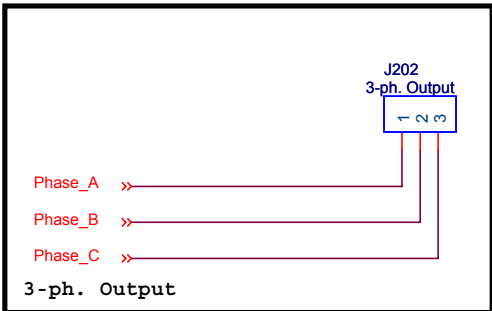 J202
3-ph. Output
1 2 3
Phase_A
Phase_B
Phase_C
3-ph. Output